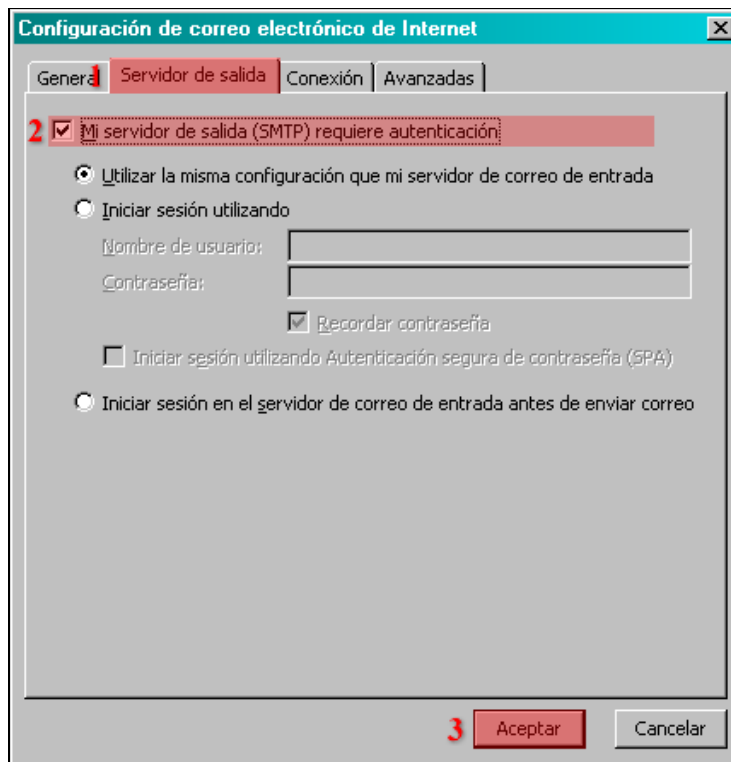 Configuración de correo electrónico de Internet
General 1 Servidor de salida Conexión Avanzadas
2 Mi servidor de salida (SMTP) requiere autenticación
Utilizar la misma configuración que mi servidor de correo de entrada
Iniciar sesión utilizando
Nombre de usuario:
Contraseña:
Recordar contraseña
Iniciar sesión utilizando Autenticación segura de contraseña (SPA)
Iniciar sesión en el servidor de correo de entrada antes de enviar correo
3 Aceptar Cancelar